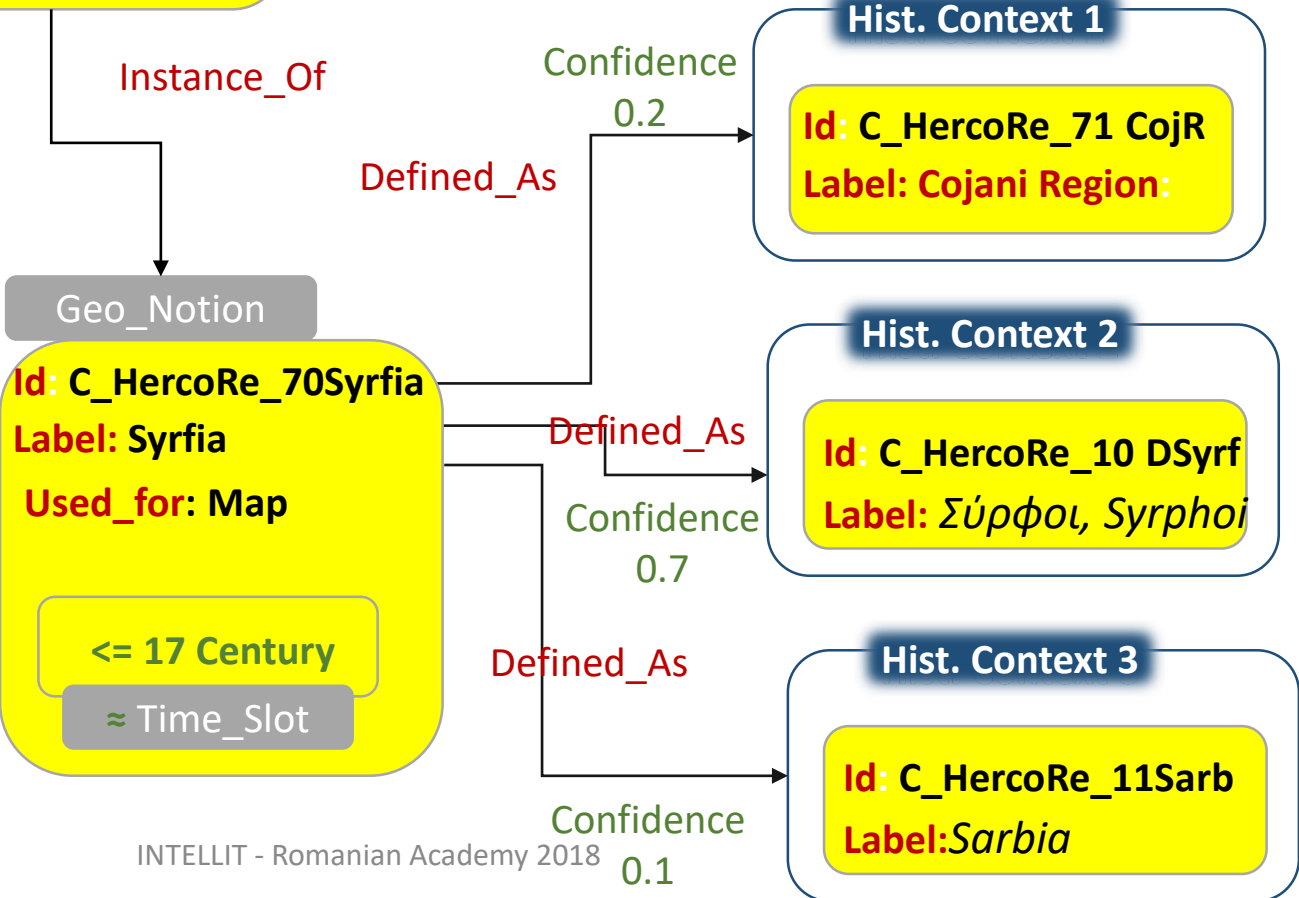 Instance_Of
Confidence
0.2
Defined_As
Hist. Context 1
Id: C_HercoRe_71 CojR
Label: Cojani Region:
Geo_Notion
Id: C_HercoRe_70Syrfia
Label: Syrfia
Used_for: Map
<= 17 Century
≈ Time_Slot
Defined_As
Confidence
0.7
Hist. Context 2
Id: C_HercoRe_10 DSyrf
Label: Σύρφοι, Syrphoi
Defined_As
Confidence
0.1
Hist. Context 3
Id: C_HercoRe_11Sarb
Label:Sarbia
INTELLIT - Romanian Academy 2018